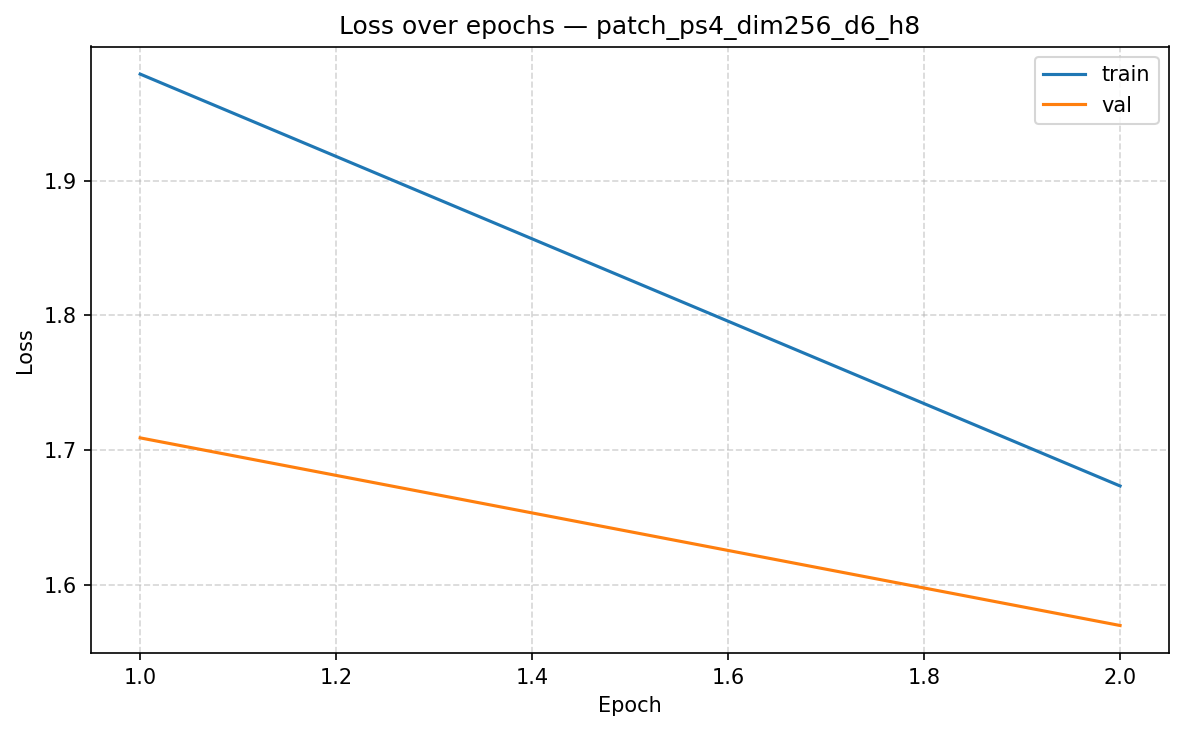 Loss over epochs — patch_ps4_dim256_d6_h8
train
val
1.9
1.8
1.7
1.6
Loss
1.0 1.2 1.4 1.6 1.8 2.0
Epoch